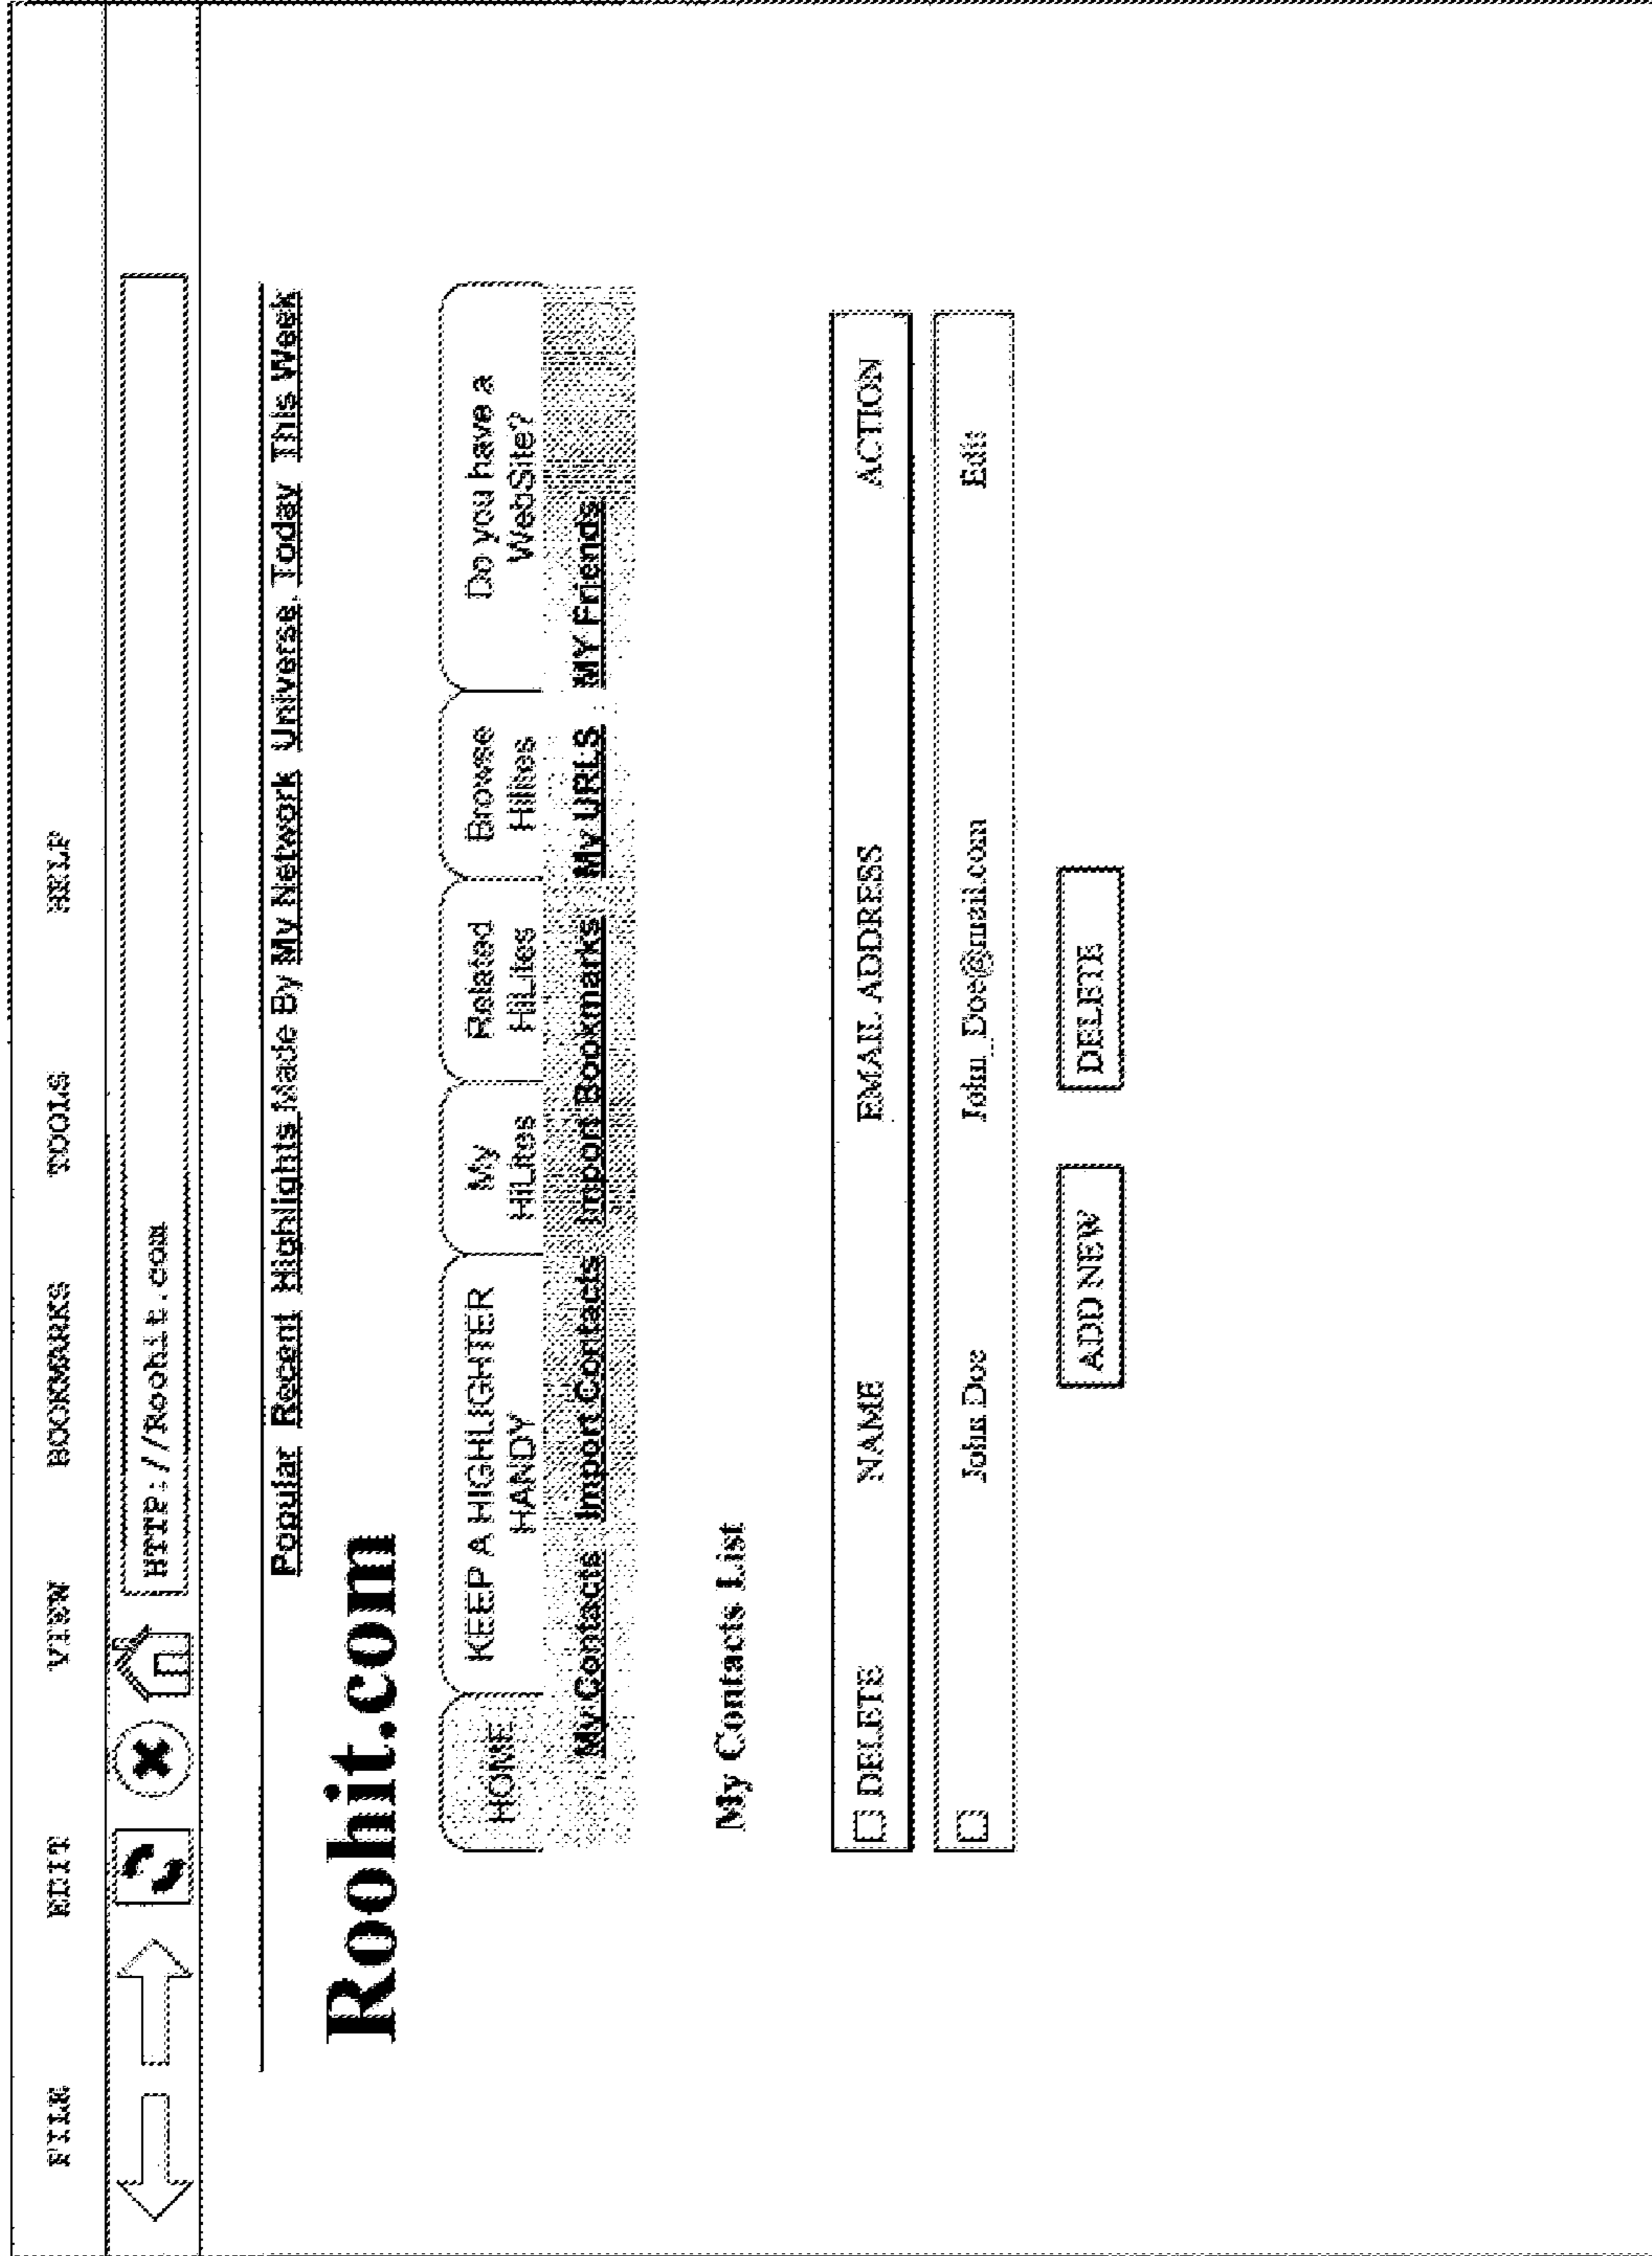 FILE EDIT VIEW BOOKMARKS TOOLS HELP
HTTP://Roohit.com
Popular Recent Highlights Made By My Network Universe Today This Week
Roohit.com
HOME
KEEP A HIGHLIGHTER
HANDY
My
HiLites
Related
HiLites
Browse
Hilites
Do you have a
WebSite?
My Contacts Import Contacts Import Bookmarks My URLS MY Friends
My Contacts List
DELETE NAME EMAIL ADDRESS ACTION
John Doe John_Doe@mail.com Edit
ADD NEW DELETE